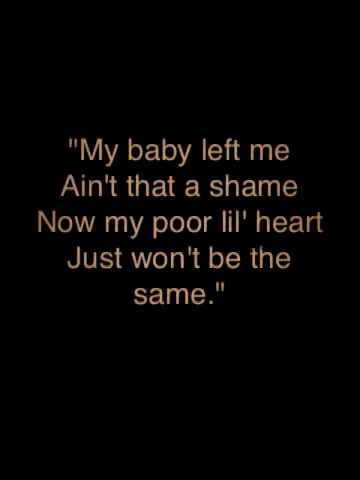 "My baby left me
Ain't that a shame
Now my poor lil' heart
Just won't be the
same."